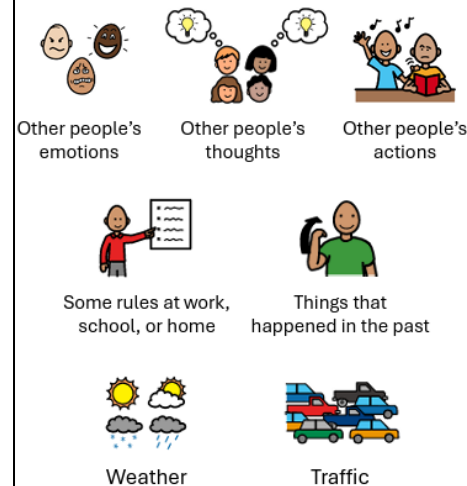 Other people's
emotions
Other people's
thoughts
Other people's
actions
Some rules at work,
school, or home
Things that
happened in the past
Weather
Traffic